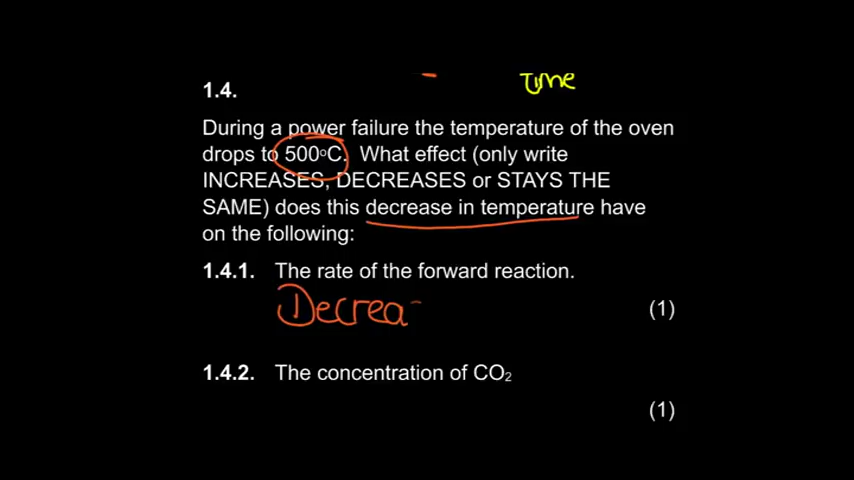 Time
1.4.
During a power failure the temperature of the oven
drops to 500°C. What effect (only write
INCREASES, DECREASES or STAYS THE
SAME) does this decrease in temperature have
on the following:
1.4.1. The rate of the forward reaction.
Decrea
(1)
1.4.2. The concentration of CO₂
(1)